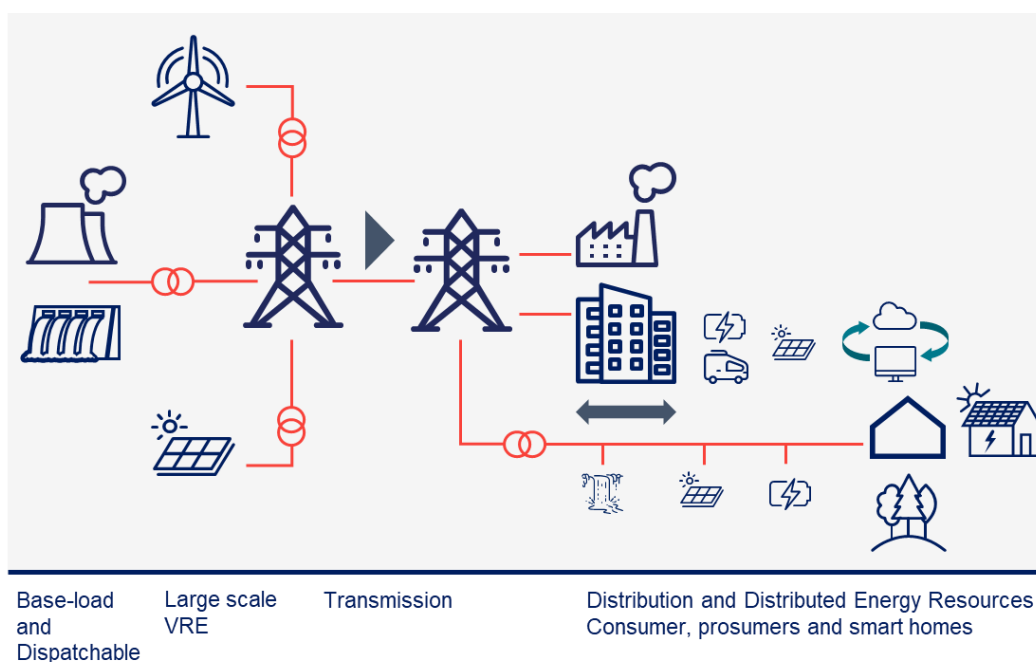 Base-load
and
Dispatchable
Large scale
VRE
Transmission
Distribution and Distributed Energy Resources
Consumer, prosumers and smart homes